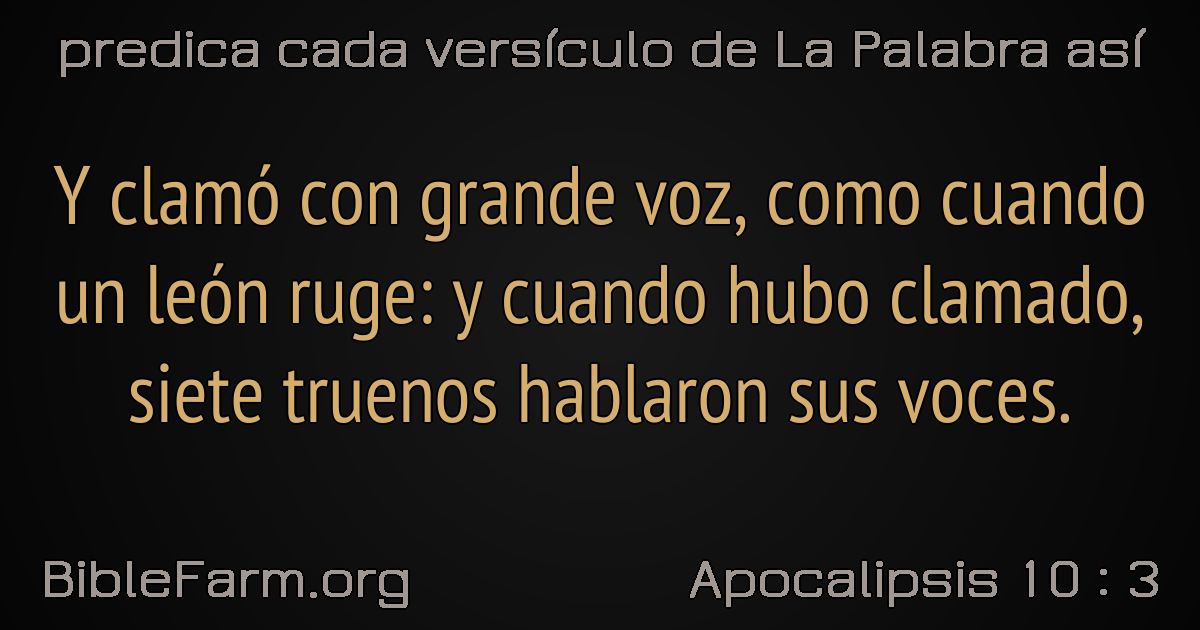 predica cada versículo de La Palabra así
Y clamó con grande voz, como cuando
un león ruge: y cuando hubo clamado,
siete truenos hablaron sus voces.
BibleFarm.org
Apocalipsis 10 : 3